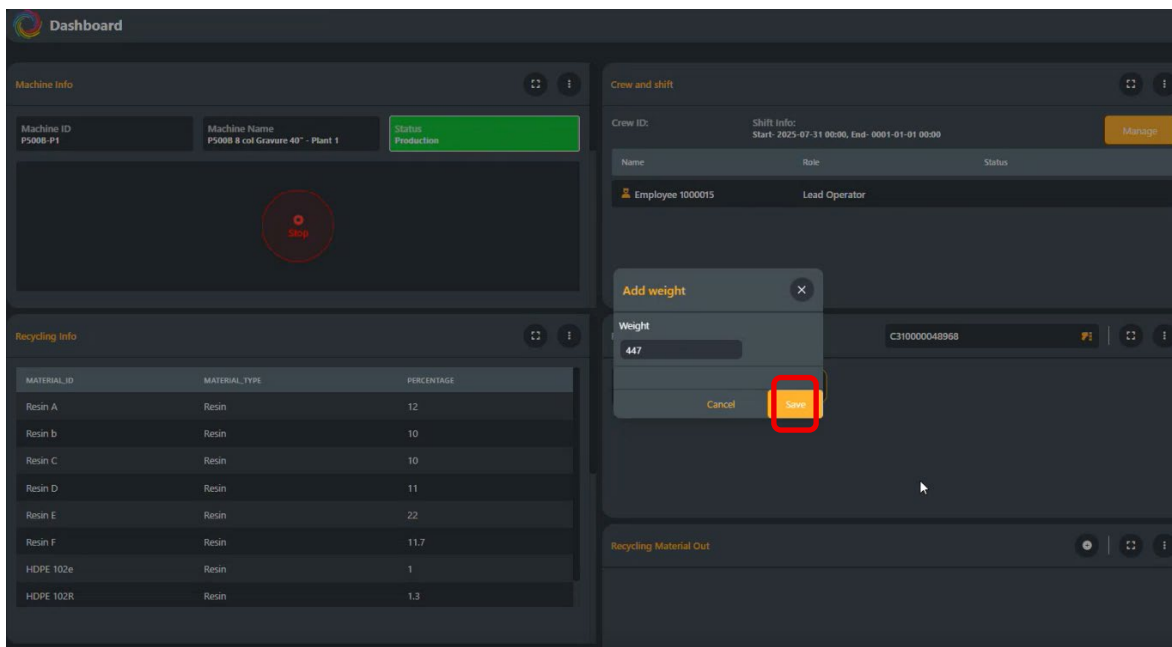 Dashboard
Machine Info
Machine ID
P500B-P1
Machine Name
P500B 8 col Gravure 40" - Plant 1
Status
Production
Stop
Crew and shift
Crew ID:
Shift Info:
Start- 2025-07-31 00:00, End- 0001-01-01 00:00
Manage
Name Role Status
Employee 1000015 Lead Operator
Recycling Info
MATERIAL_ID MATERIAL_TYPE PERCENTAGE
Resin A Resin 12
Resin b Resin 10
Resin C Resin 10
Resin D Resin 11
Resin E Resin 22
Resin F Resin 11.7
HDPE 102e Resin 1
HDPE 102R Resin 1.3
Add weight
Weight
447
Cancel Save
C310000048968
Recycling Material Out